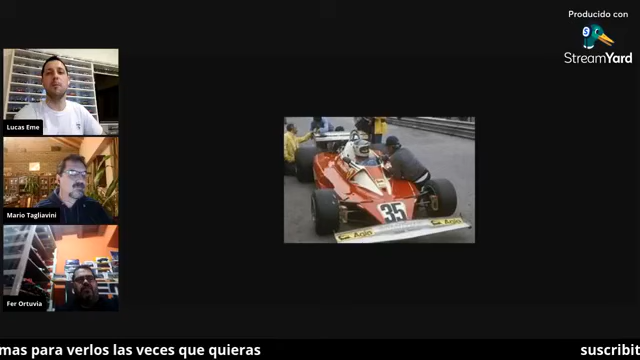 Producido con
StreamYard
Lucas Eme
Mario Tagliavini
Fer Ortuvia
35
Agip
Agip
mas para verlos las veces que quieras
suscribit